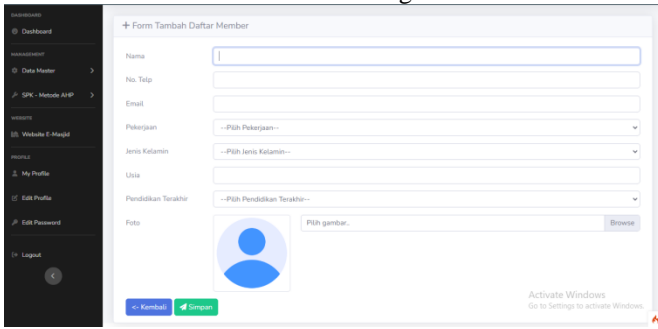 DASHBOARD
Dashboard
MANAGEMENT
Data Master
SPK - Metode AHP
WEBSITE
Website E-Masjid
PROFILE
My Profile
Edit Profile
Edit Password
Logout
+ Form Tambah Daftar Member
Nama
No. Telp
Email
Pekerjaan --Pilih Pekerjaan--
Jenis Kelamin --Pilih Jenis Kelamin--
Usia
Pendidikan Terakhir --Pilih Pendidikan Terakhir--
Foto Pilih gambar.. Browse
<- Kembali Simpan
Activate Windows
Go to Settings to activate Windows.